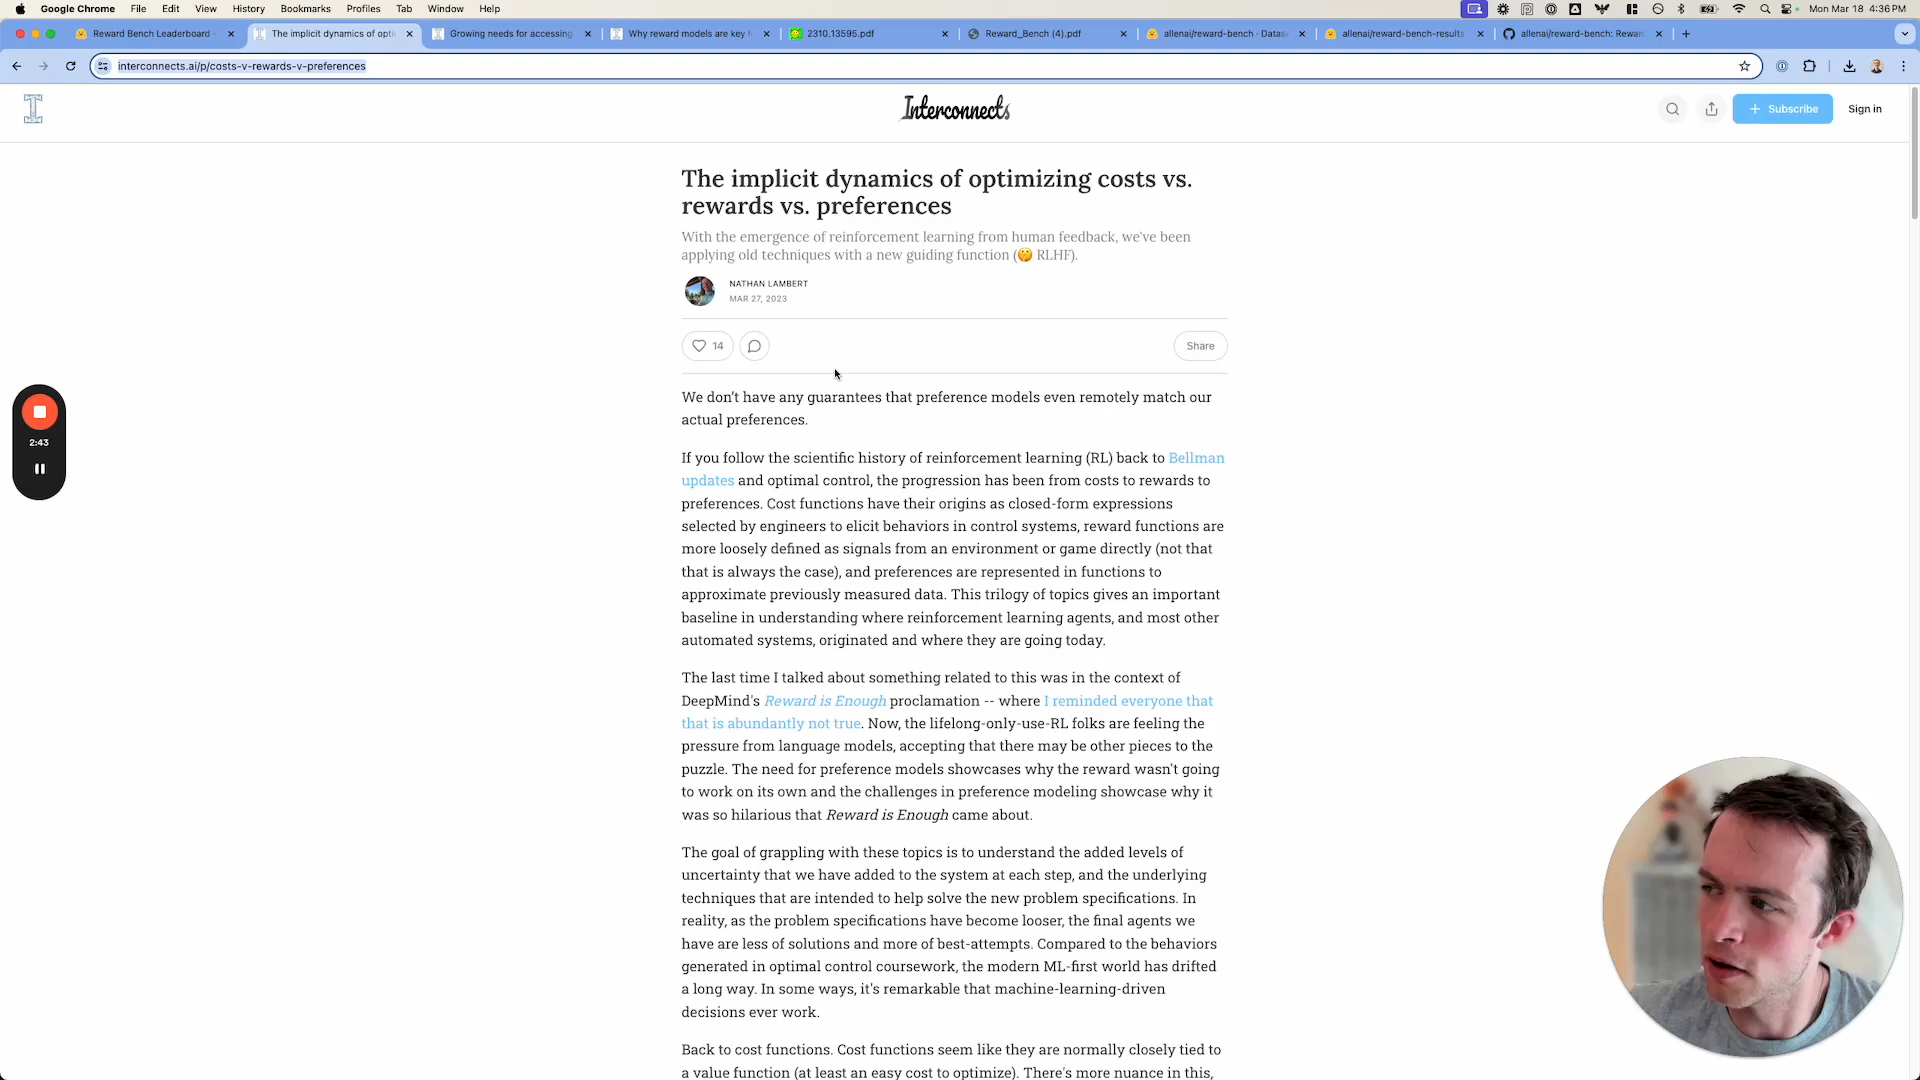 Google Chrome File Edit View History Bookmarks Profiles Tab Window Help Mon Mar 18 4:36 PM
Reward Bench Leaderboard - The implicit dynamics of opti Growing needs for accessing Why reward models are key f 2310.13595.pdf Reward_Bench (4).pdf allenai/reward-bench · Datas allenai/reward-bench-results allenai/reward-bench: Rewar
interconnects.ai/p/costs-v-rewards-v-preferences
Interconnects
Subscribe Sign in
The implicit dynamics of optimizing costs vs.
rewards vs. preferences
With the emergence of reinforcement learning from human feedback, we've been
applying old techniques with a new guiding function (🤫 RLHF).
NATHAN LAMBERT
MAR 27, 2023
14 Share
We don't have any guarantees that preference models even remotely match our
actual preferences.
If you follow the scientific history of reinforcement learning (RL) back to Bellman
updates and optimal control, the progression has been from costs to rewards to
preferences. Cost functions have their origins as closed-form expressions
selected by engineers to elicit behaviors in control systems, reward functions are
more loosely defined as signals from an environment or game directly (not that
that is always the case), and preferences are represented in functions to
approximate previously measured data. This trilogy of topics gives an important
baseline in understanding where reinforcement learning agents, and most other
automated systems, originated and where they are going today.
The last time I talked about something related to this was in the context of
DeepMind's Reward is Enough proclamation -- where I reminded everyone that
that is abundantly not true. Now, the lifelong-only-use-RL folks are feeling the
pressure from language models, accepting that there may be other pieces to the
puzzle. The need for preference models showcases why the reward wasn't going
to work on its own and the challenges in preference modeling showcase why it
was so hilarious that Reward is Enough came about.
The goal of grappling with these topics is to understand the added levels of
uncertainty that we have added to the system at each step, and the underlying
techniques that are intended to help solve the new problem specifications. In
reality, as the problem specifications have become looser, the final agents we
have are less of solutions and more of best-attempts. Compared to the behaviors
generated in optimal control coursework, the modern ML-first world has drifted
a long way. In some ways, it's remarkable that machine-learning-driven
decisions ever work.
Back to cost functions. Cost functions seem like they are normally closely tied to
a value function (at least an easy cost to optimize). There's more nuance in this,
2:43